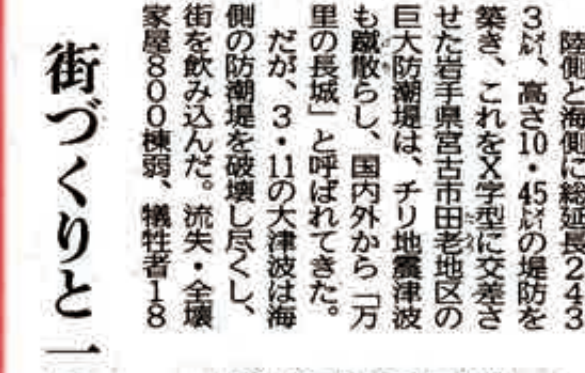 陸側と海側に総延長243
3㍍、高さ10・45㍍の堤防を
築き、これをX字型に交差さ
せた岩手県宮古市田老地区の
巨大防潮堤は、チリ地震津波
も蹴散らし、国内外から「万
里の長城」と呼ばれてきた。
だが、3・11の大津波は海
側の防潮堤を破壊し尽くし、
街を飲み込んだ。流失・全壊
家屋800棟弱、犠牲者18
街づくりと一